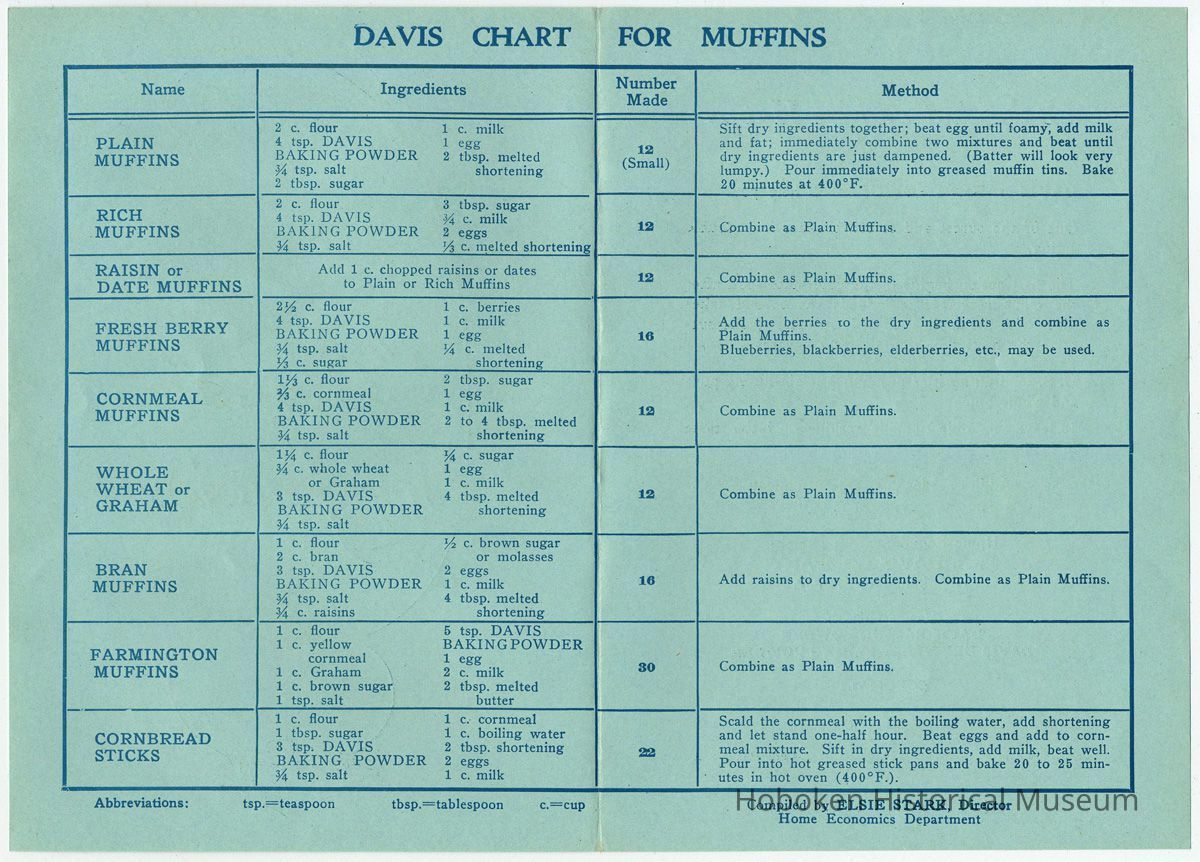 DAVIS CHART FOR MUFFINS
Name
Ingredients
Number
Made
Method
PLAIN
MUFFINS
2 c. flour
4 tsp. DAVIS
BAKING POWDER
¾ tsp. salt
2 tbsp. sugar
1 c. milk
1 egg
2 tbsp. melted
shortening
12
(Small)
Sift dry ingredients together; beat egg until foamy, add milk
and fat; immediately combine two mixtures and beat until
dry ingredients are just dampened. (Batter will look very
lumpy.) Pour immediately into greased muffin tins. Bake
20 minutes at 400°F.
RICH
MUFFINS
2 c. flour
4 tsp. DAVIS
BAKING POWDER
¾ tsp. salt
3 tbsp. sugar
¾ c. milk
2 eggs
⅓ c. melted shortening
12
Combine as Plain Muffins.
RAISIN or
DATE MUFFINS
Add 1 c. chopped raisins or dates
to Plain or Rich Muffins
12
Combine as Plain Muffins.
FRESH BERRY
MUFFINS
2½ c. flour
4 tsp. DAVIS
BAKING POWDER
¾ tsp. salt
⅓ c. sugar
1 c. berries
1 c. milk
1 egg
¼ c. melted
shortening
16
Add the berries to the dry ingredients and combine as
Plain Muffins.
Blueberries, blackberries, elderberries, etc., may be used.
CORNMEAL
MUFFINS
1⅓ c. flour
⅔ c. cornmeal
4 tsp. DAVIS
BAKING POWDER
¾ tsp. salt
2 tbsp. sugar
1 egg
1 c. milk
2 to 4 tbsp. melted
shortening
12
Combine as Plain Muffins.
WHOLE
WHEAT or
GRAHAM
1¼ c. flour
¾ c. whole wheat
or Graham
3 tsp. DAVIS
BAKING POWDER
¾ tsp. salt
¼ c. sugar
1 egg
1 c. milk
4 tbsp. melted
shortening
12
Combine as Plain Muffins.
BRAN
MUFFINS
1 c. flour
2 c. bran
3 tsp. DAVIS
BAKING POWDER
¾ tsp. salt
¾ c. raisins
½ c. brown sugar
or molasses
2 eggs
1 c. milk
4 tbsp. melted
shortening
16
Add raisins to dry ingredients. Combine as Plain Muffins.
FARMINGTON
MUFFINS
1 c. flour
1 c. yellow
cornmeal
1 c. Graham
1 c. brown sugar
1 tsp. salt
5 tsp. DAVIS
BAKING POWDER
1 egg
2 c. milk
2 tbsp. melted
butter
30
Combine as Plain Muffins.
CORNBREAD
STICKS
1 c. flour
1 tbsp. sugar
3 tsp. DAVIS
BAKING POWDER
¾ tsp. salt
1 c. cornmeal
1 c. boiling water
2 tbsp. shortening
2 eggs
1 c. milk
22
Scald the cornmeal with the boiling water, add shortening
and let stand one-half hour. Beat eggs and add to corn-
meal mixture. Sift in dry ingredients, add milk, beat well.
Pour into hot greased stick pans and bake 20 to 25 min-
utes in hot oven (400°F.).
Abbreviations: tsp.=teaspoon tbsp.=tablespoon c.=cup
Compiled by ELSIE STARK, Director
Home Economics Department
Hoboken Historical Museum